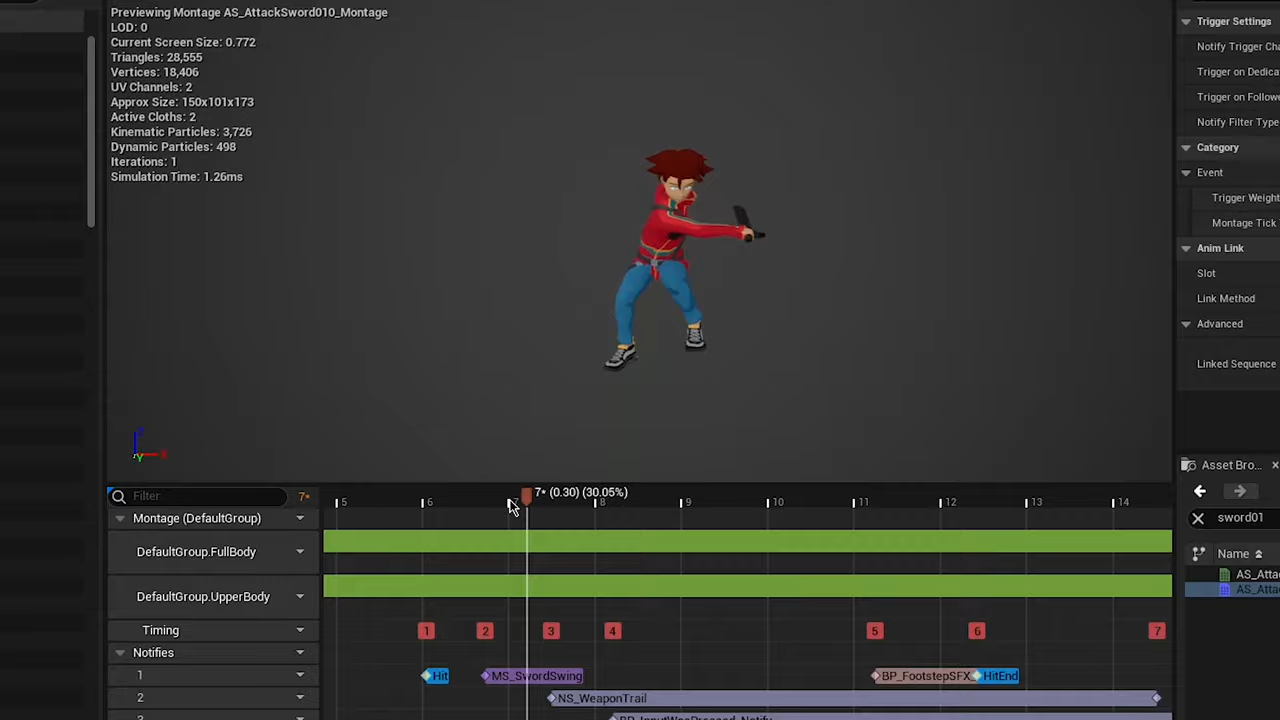 Previewing Montage AS_AttackSword010_Montage
LOD: 0
Current Screen Size: 0.772
Triangles: 28,555
Vertices: 18,406
UV Channels: 2
Approx Size: 150x101x173
Active Cloths: 2
Kinematic Particles: 3,726
Dynamic Particles: 498
Iterations: 1
Simulation Time: 1.26ms
Trigger Settings
Notify Trigger Cha
Trigger on Dedica
Trigger on Followe
Notify Filter Type
Category
Event
Trigger Weight
Montage Tick
Anim Link
Slot
Link Method
Advanced
Linked Sequence
Asset Bro...
sword01
Name
AS_Atta
AS_Atta
Filter
7*
7* (0.30) (30.05%)
5 6 7 8 9 10 11 12 13 14
Montage (DefaultGroup)
DefaultGroup.FullBody
DefaultGroup.UpperBody
Timing
1 2 3 4 5 6 7
Notifies
1
Hit MS_SwordSwing BP_FootstepSFX_ HitEnd
2
NS_WeaponTrail
3
BP_InputWasPressed_Notify